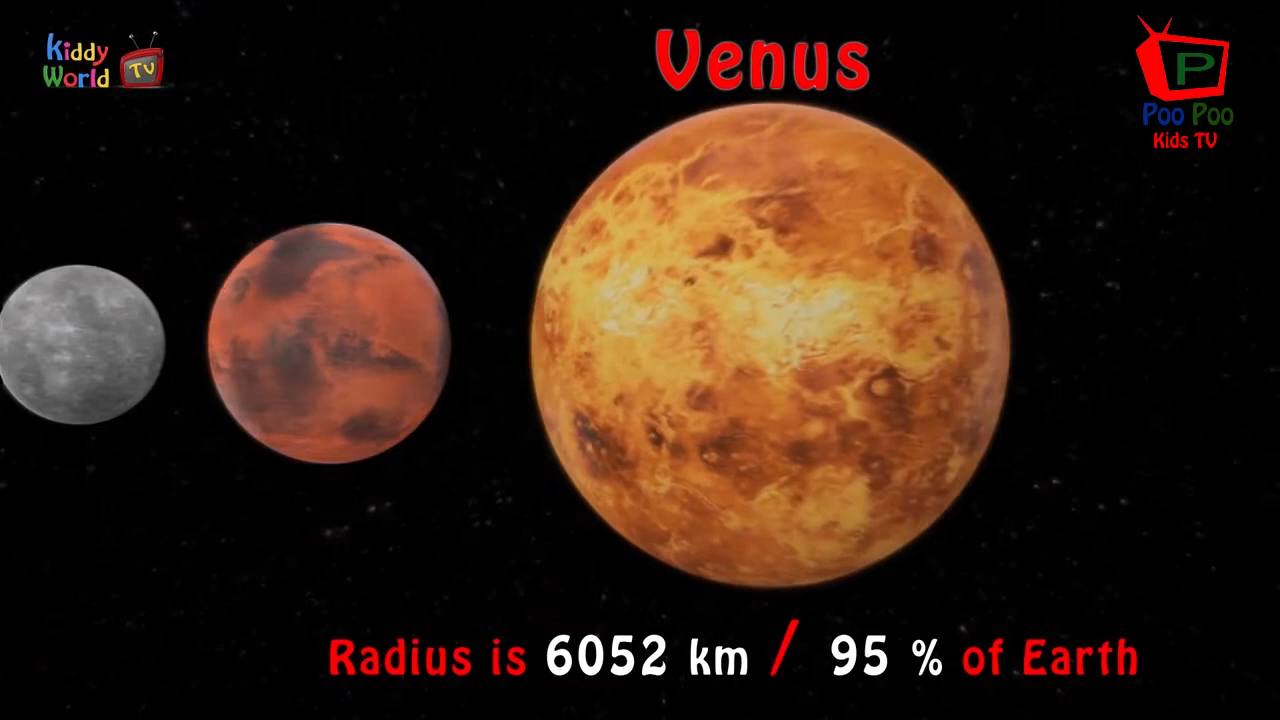 Kiddy
World
TV
Venus
P
Poo Poo
Kids TV
Radius is 6052 km / 95 % of Earth